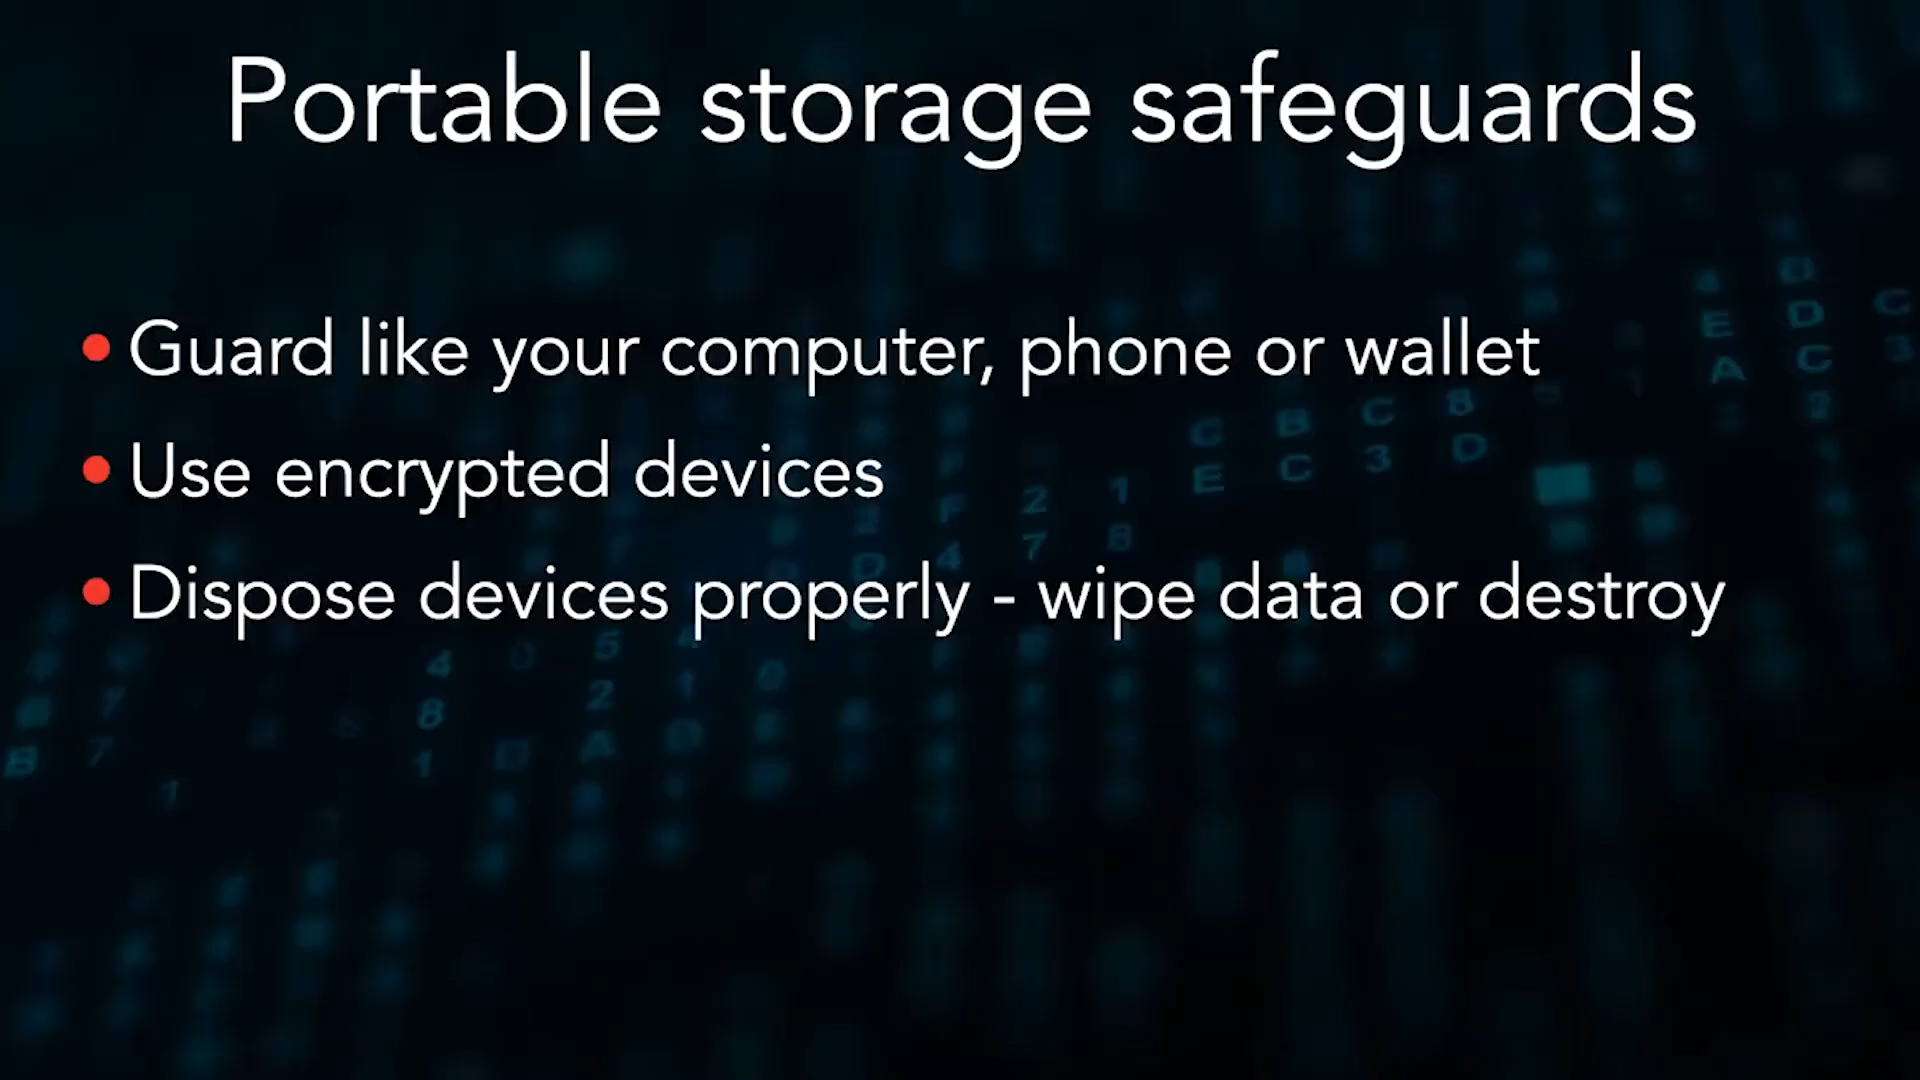 Portable storage safeguards
• Guard like your computer, phone or wallet
• Use encrypted devices
• Dispose devices properly - wipe data or destroy